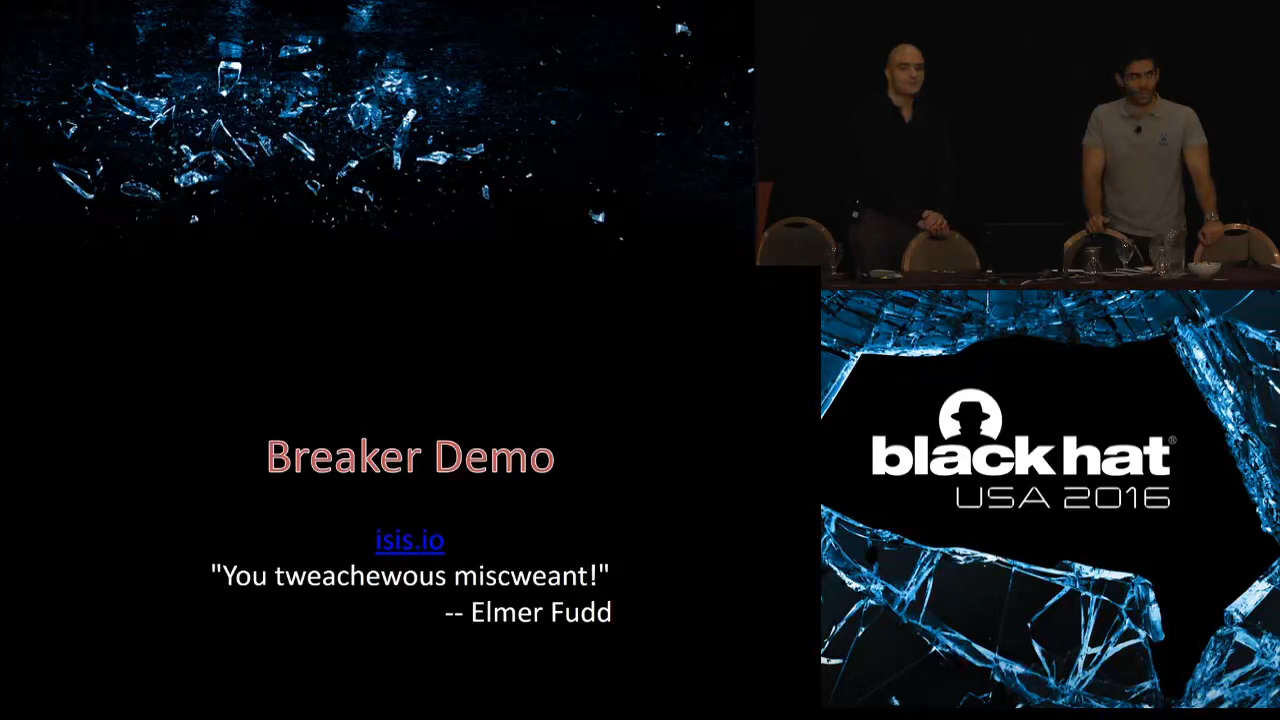 Breaker Demo
isis.io
"You tweachewous miscweant!"
-- Elmer Fudd
black hat®
USA 2016